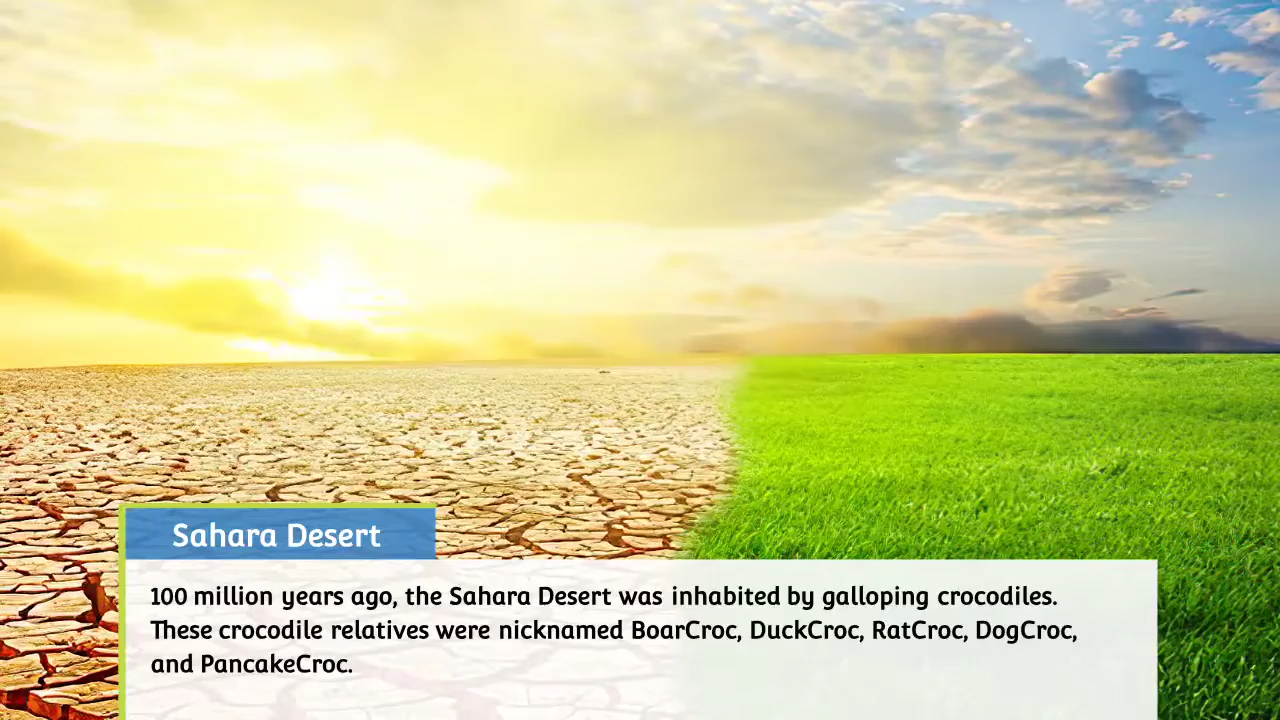 Sahara Desert
100 million years ago, the Sahara Desert was inhabited by galloping crocodiles.
These crocodile relatives were nicknamed BoarCroc, DuckCroc, RatCroc, DogCroc,
and PancakeCroc.